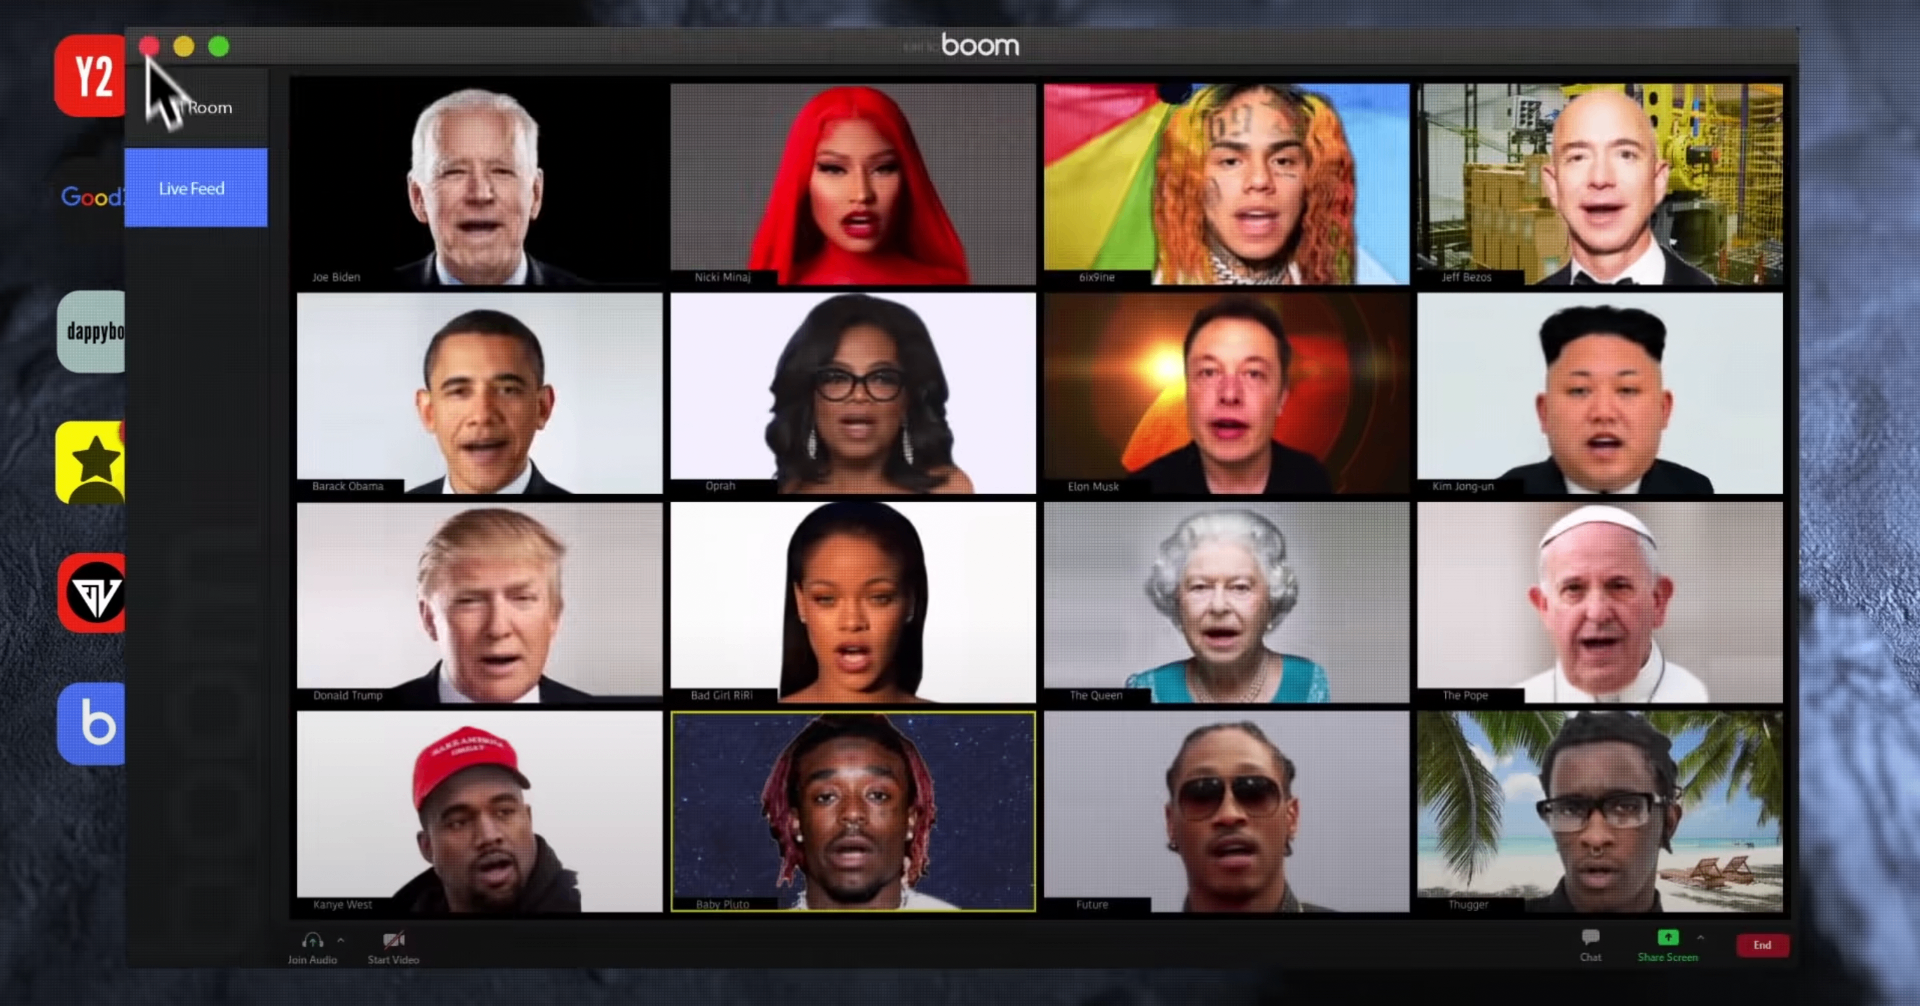 boom
Y2
Room
Live Feed
Good
dappybo
b
69
Joe Biden
Nicki Minaj
6ix9ine
Jeff Bezos
Barack Obama
Oprah
Elon Musk
Kim Jong-un
Donald Trump
Bad Girl RiRi
The Queen
The Pope
Kanye West
Baby Pluto
Future
Thugger
Join Audio
Start Video
Chat
Share Screen
End